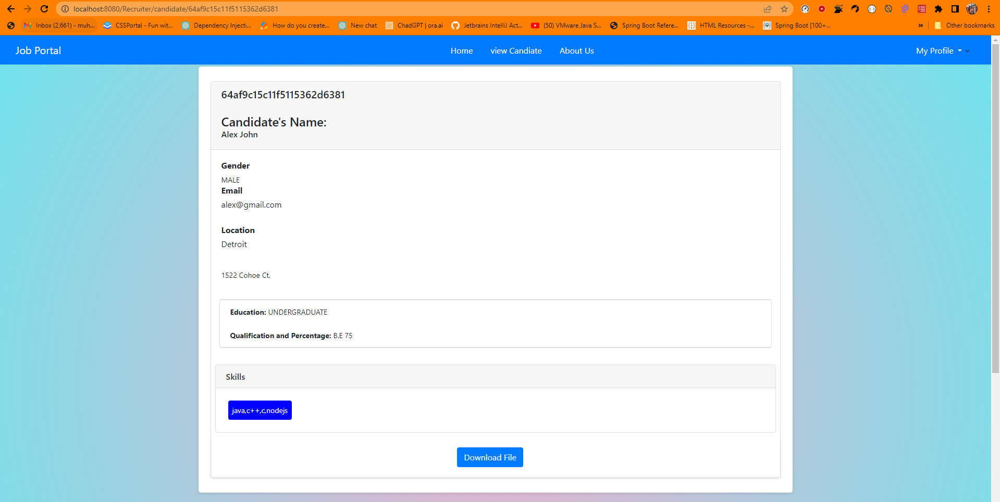 localhost:8080/Recruiter/candidate/64af9c15c11f5115362d6381
Inbox (2,661) - muh... CSSPortal - Fun wit... Dependency Injecti... How do you create... New chat ChadGPT | ora.ai Jetbrains IntelliJ Act... (50) VMware Java S... Spring Boot Refere... HTML Resources -... Spring Boot [100+... » Other bookmarks
Job Portal Home view Candiate About Us My Profile
64af9c15c11f5115362d6381
Candidate's Name:
Alex John
Gender
MALE
Email
alex@gmail.com
Location
Detroit
1522 Cohoe Ct,
Education: UNDERGRADUATE
Qualification and Percentage: B.E 75
Skills
java,c++,c,nodejs
Download File